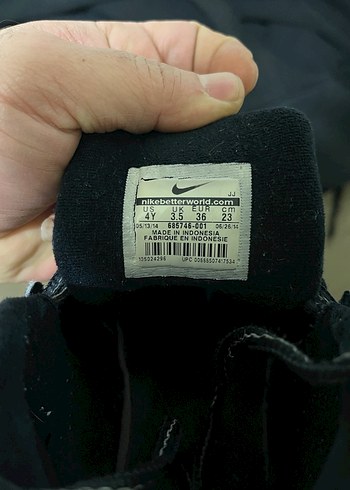 JJ
nikebetterworld.com
US UK EUR cm
4Y 3.5 36 23
05/13/14 685746-001 06/26/14
MADE IN INDONESIA
FABRIQUE EN INDONESIE
UPC